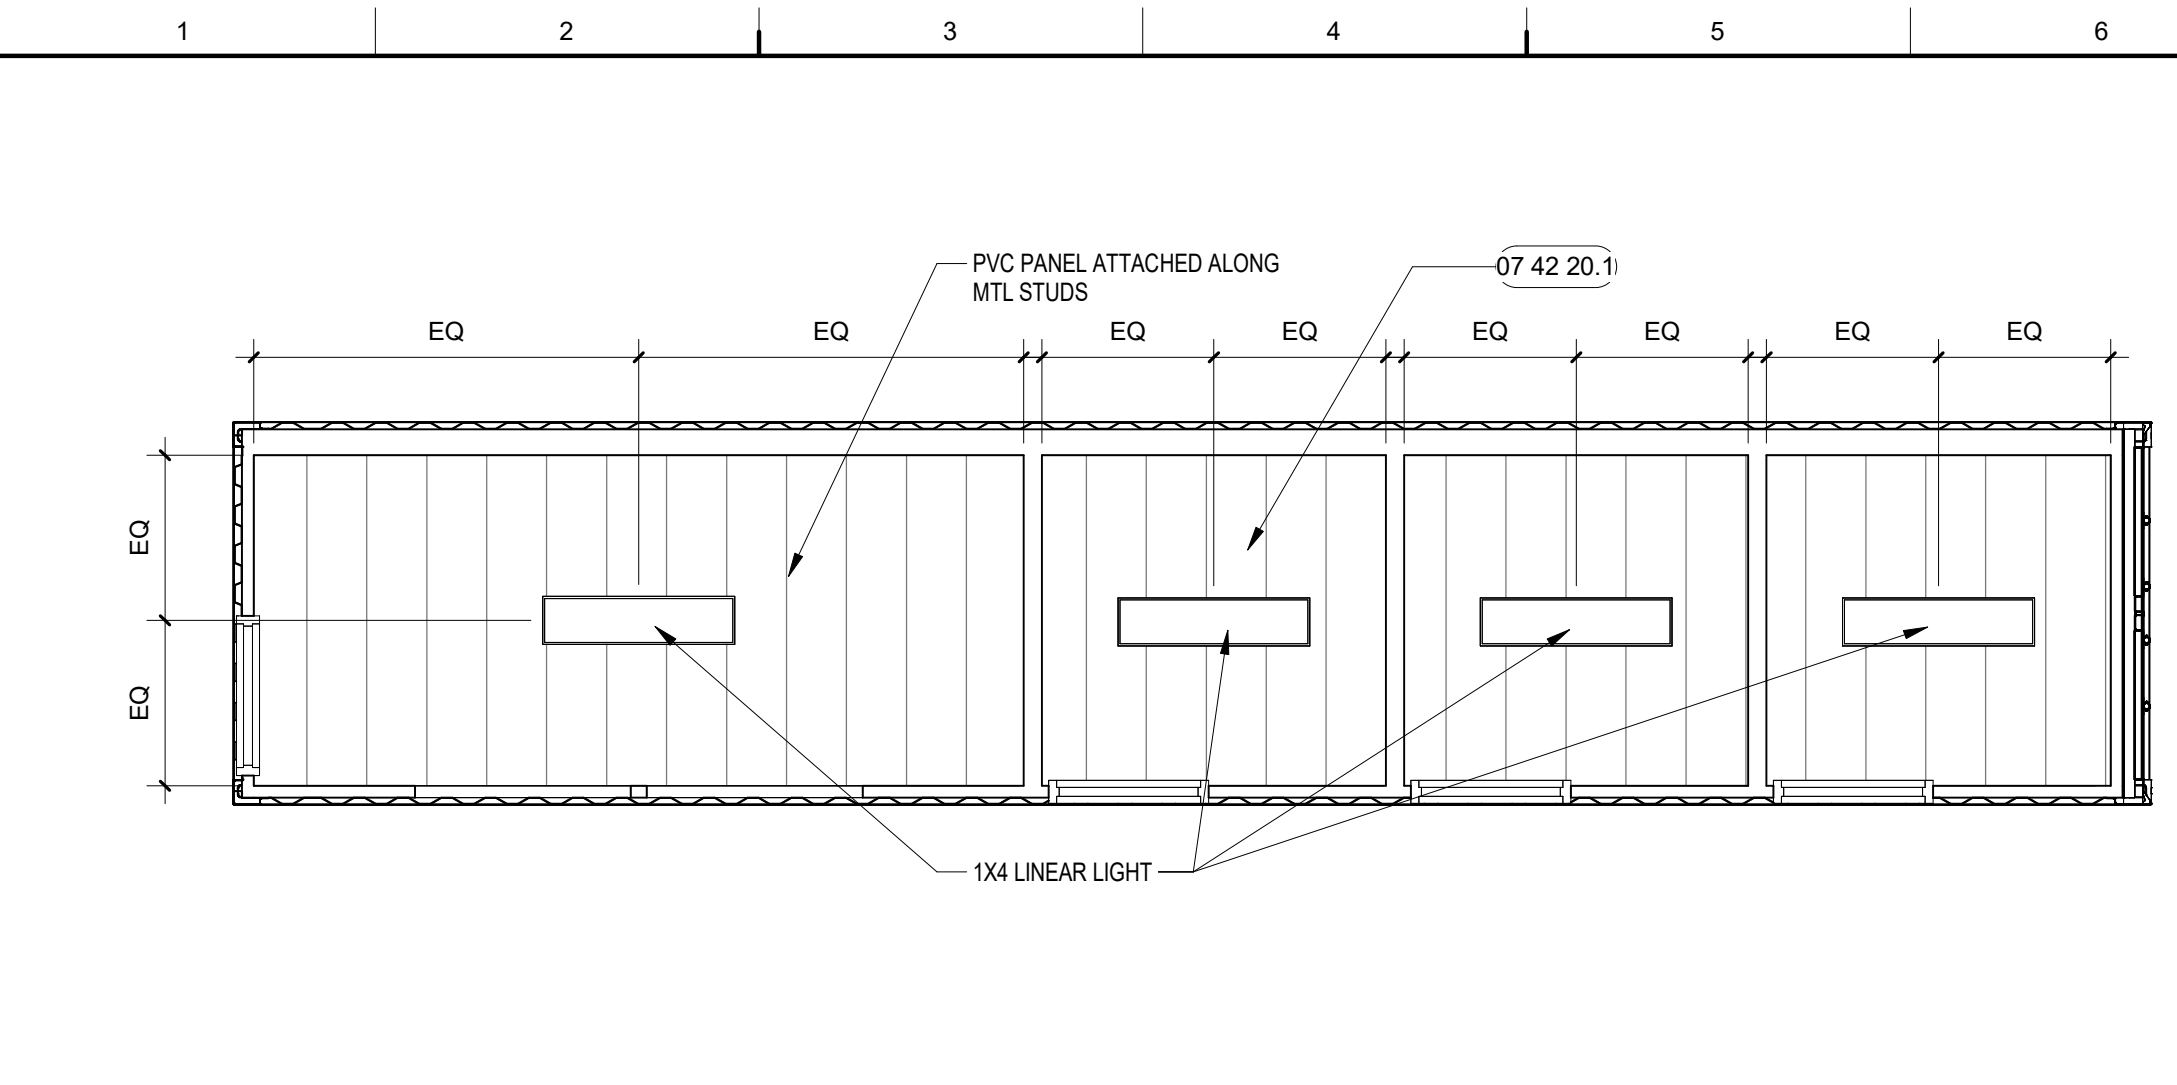 1 2 3 4 5 6
PVC PANEL ATTACHED ALONG
MTL STUDS
07 42 20.1
EQ EQ EQ EQ EQ EQ EQ EQ
EQ
EQ
1X4 LINEAR LIGHT